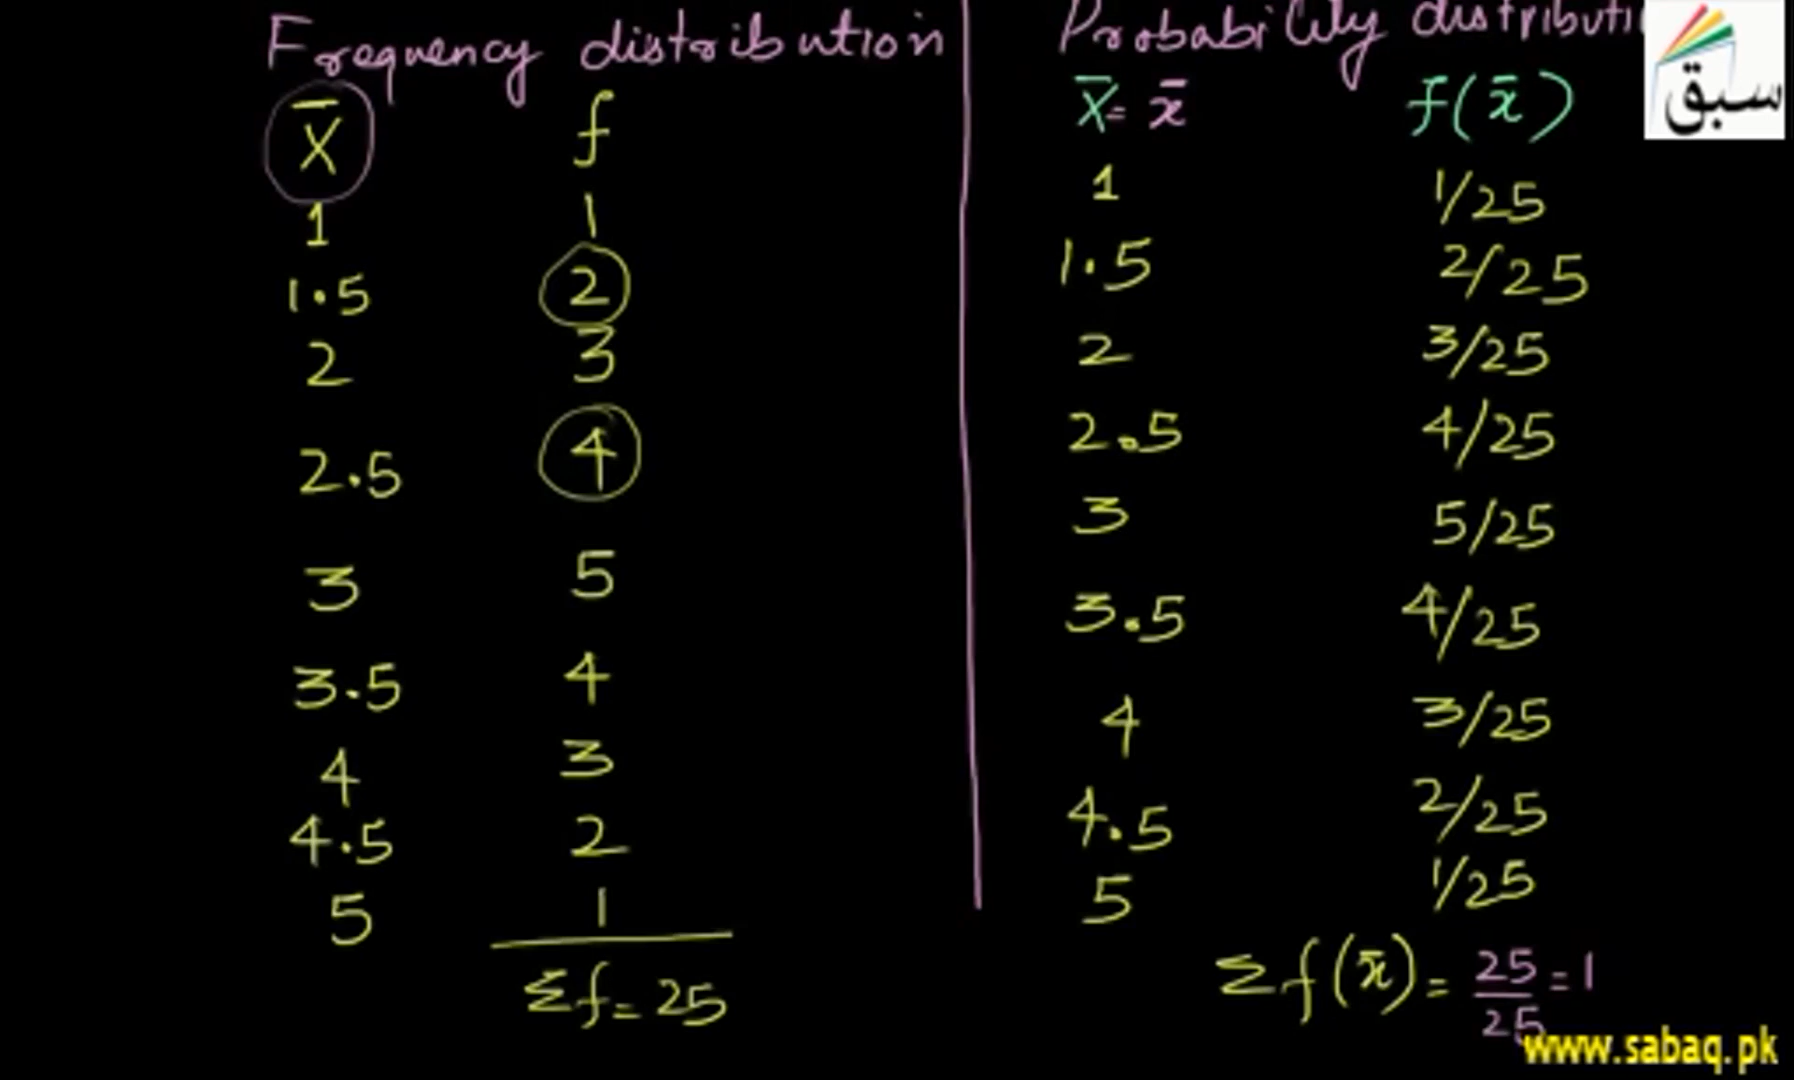 Frequency distribution
X̄ f
1 1
1.5 2
2 3
2.5 4
3 5
3.5 4
4 3
4.5 2
5 1
Σf = 25
Probability distributi
X̄ = x̄ f(x̄)
1 1/25
1.5 2/25
2 3/25
2.5 4/25
3 5/25
3.5 4/25
4 3/25
4.5 2/25
5 1/25
Σf(x̄) = 25/25 = 1
سبق
www.sabaq.pk